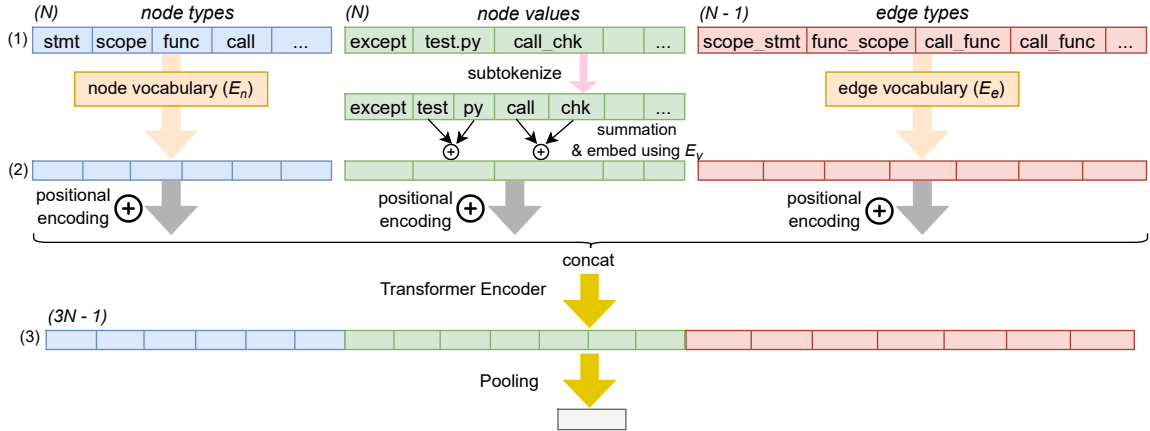 (N) node types (N) node values (N - 1) edge types
(1) stmt scope func call ... except test.py call_chk ... scope_stmt func_scope call_func call_func ...
node vocabulary (En) subtokenize edge vocabulary (Ee)
except test py call chk ...
summation
& embed using Ev
(2)
positional
encoding
positional
encoding
positional
encoding
concat
Transformer Encoder
(3N - 1)
(3)
Pooling